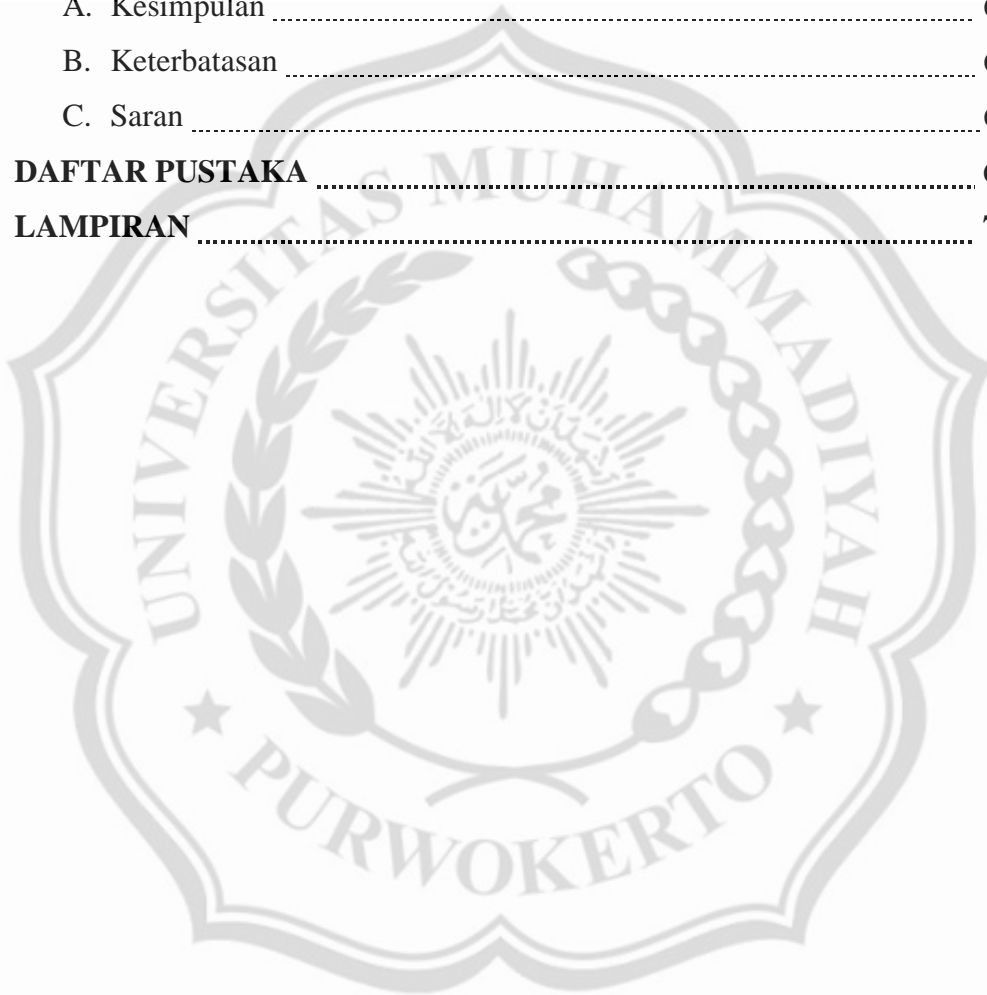 A. Kesimpulan
B. Keterbatasan
C. Saran
DAFTAR PUSTAKA
LAMPIRAN
UNIVERSITAS MUHAMMADIYAH
PURWOKERTO